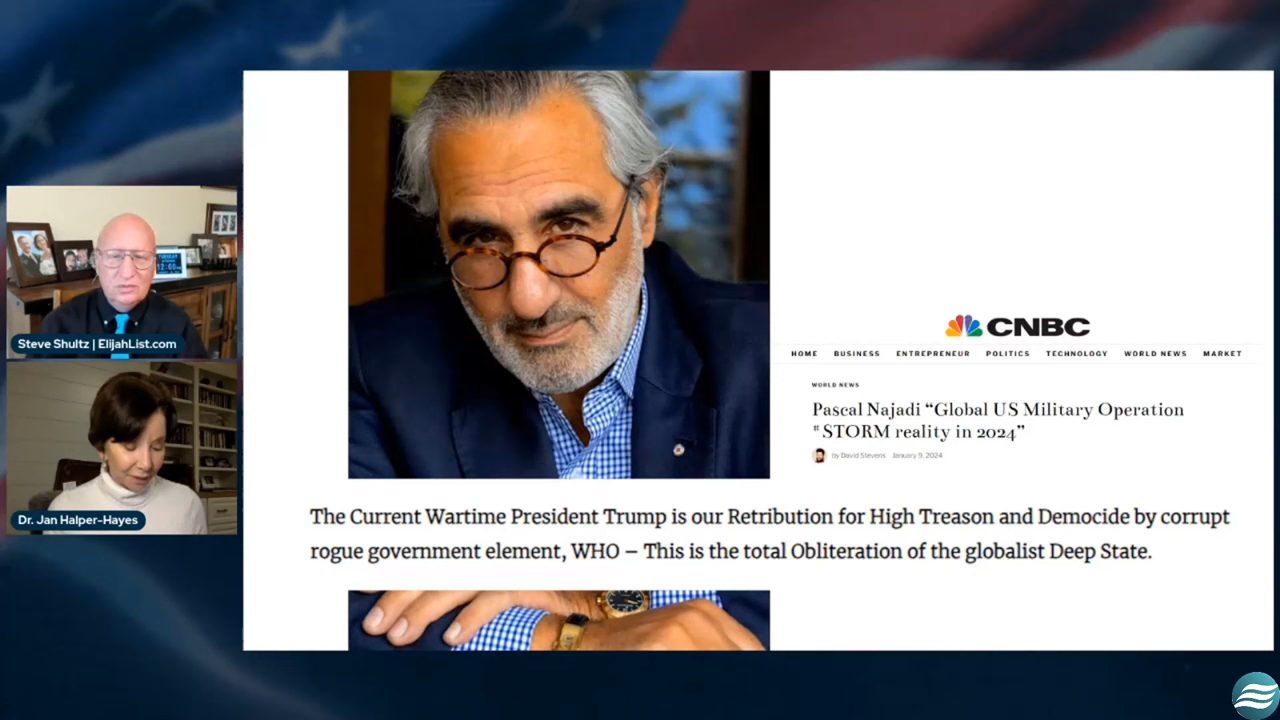 TUESDAY
12:00
Steve Shultz | ElijahList.com
Dr. Jan Halper-Hayes
CNBC
HOME BUSINESS ENTREPRENEUR POLITICS TECHNOLOGY WORLD NEWS MARKET
WORLD NEWS
Pascal Najadi “Global US Military Operation
"STORM reality in 2024”
by David Stevens January 9, 2024
The Current Wartime President Trump is our Retribution for High Treason and Democide by corrupt
rogue government element, WHO – This is the total Obliteration of the globalist Deep State.